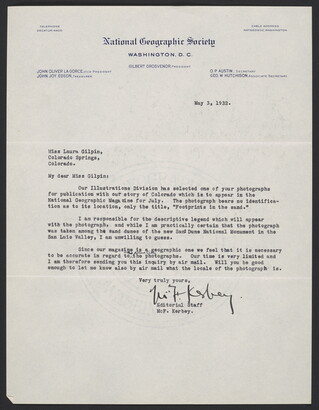 TELEPHONE
CABLE ADDRESS
National Geographic Society
WASHINGTON, D. C.
GILBERT GROSVENOR PRESIDENT
JOHN OLIVER LAGORCE, VICE-PRESIDENT
JOHN JOY EDSON, TREASURER
O P AUSTIN, SECRETARY
GEO W HUTCHISON, ASSOCIATE SECRETARY
May 3, 1932.
Miss Laura Gilpin,
Colorado Springs,
Colorado.
My dear Miss Gilpin:
Our Illustrations Division has selected one of your photographs
for publication with our story of Colorado which is to appear in the
National Geographic Magazine for July. The photograph bears no identific-
ation as to its location, only the title, "Footprints in the sand."
I am responsible for the descriptive legend which will appear
with the photograph. and while I am practically certain that the photograph
was taken among the sand dunes of the new Sand Dune National Monument in the
San Luis Valley, I am unwilling to guess.
Since our magazine is a geographic one we feel that it is necessary
to be accurate in regard to the photographs. Our time is very limited and
I am therefore sending you this inquiry by air mail. Will you be good
enough to let me know also by air mail what the locale of the photograph is.
Very truly yours,
McF. Kerbey.
Editorial Staff
McF. Kerbey.